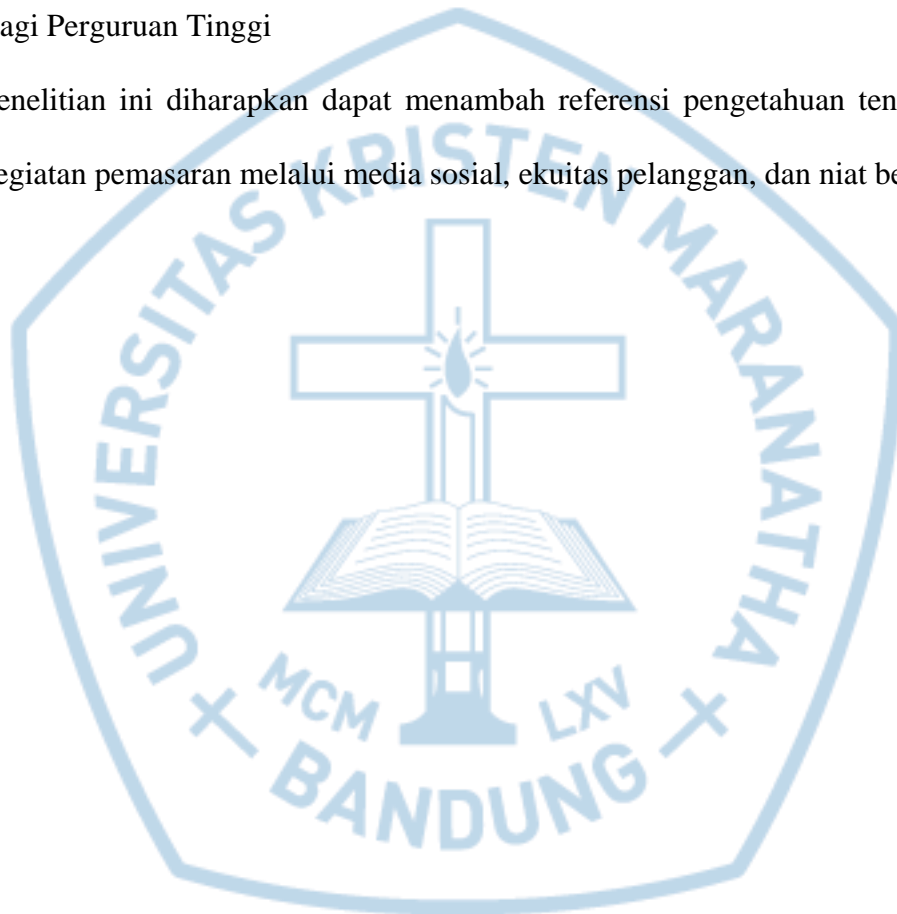 agi Perguruan Tinggi
enelitian ini diharapkan dapat menambah referensi pengetahuan ten
egiatan pemasaran melalui media sosial, ekuitas pelanggan, dan niat be
UNIVERSITAS KRISTEN MARANATHA
MCM LXV
BANDUNG